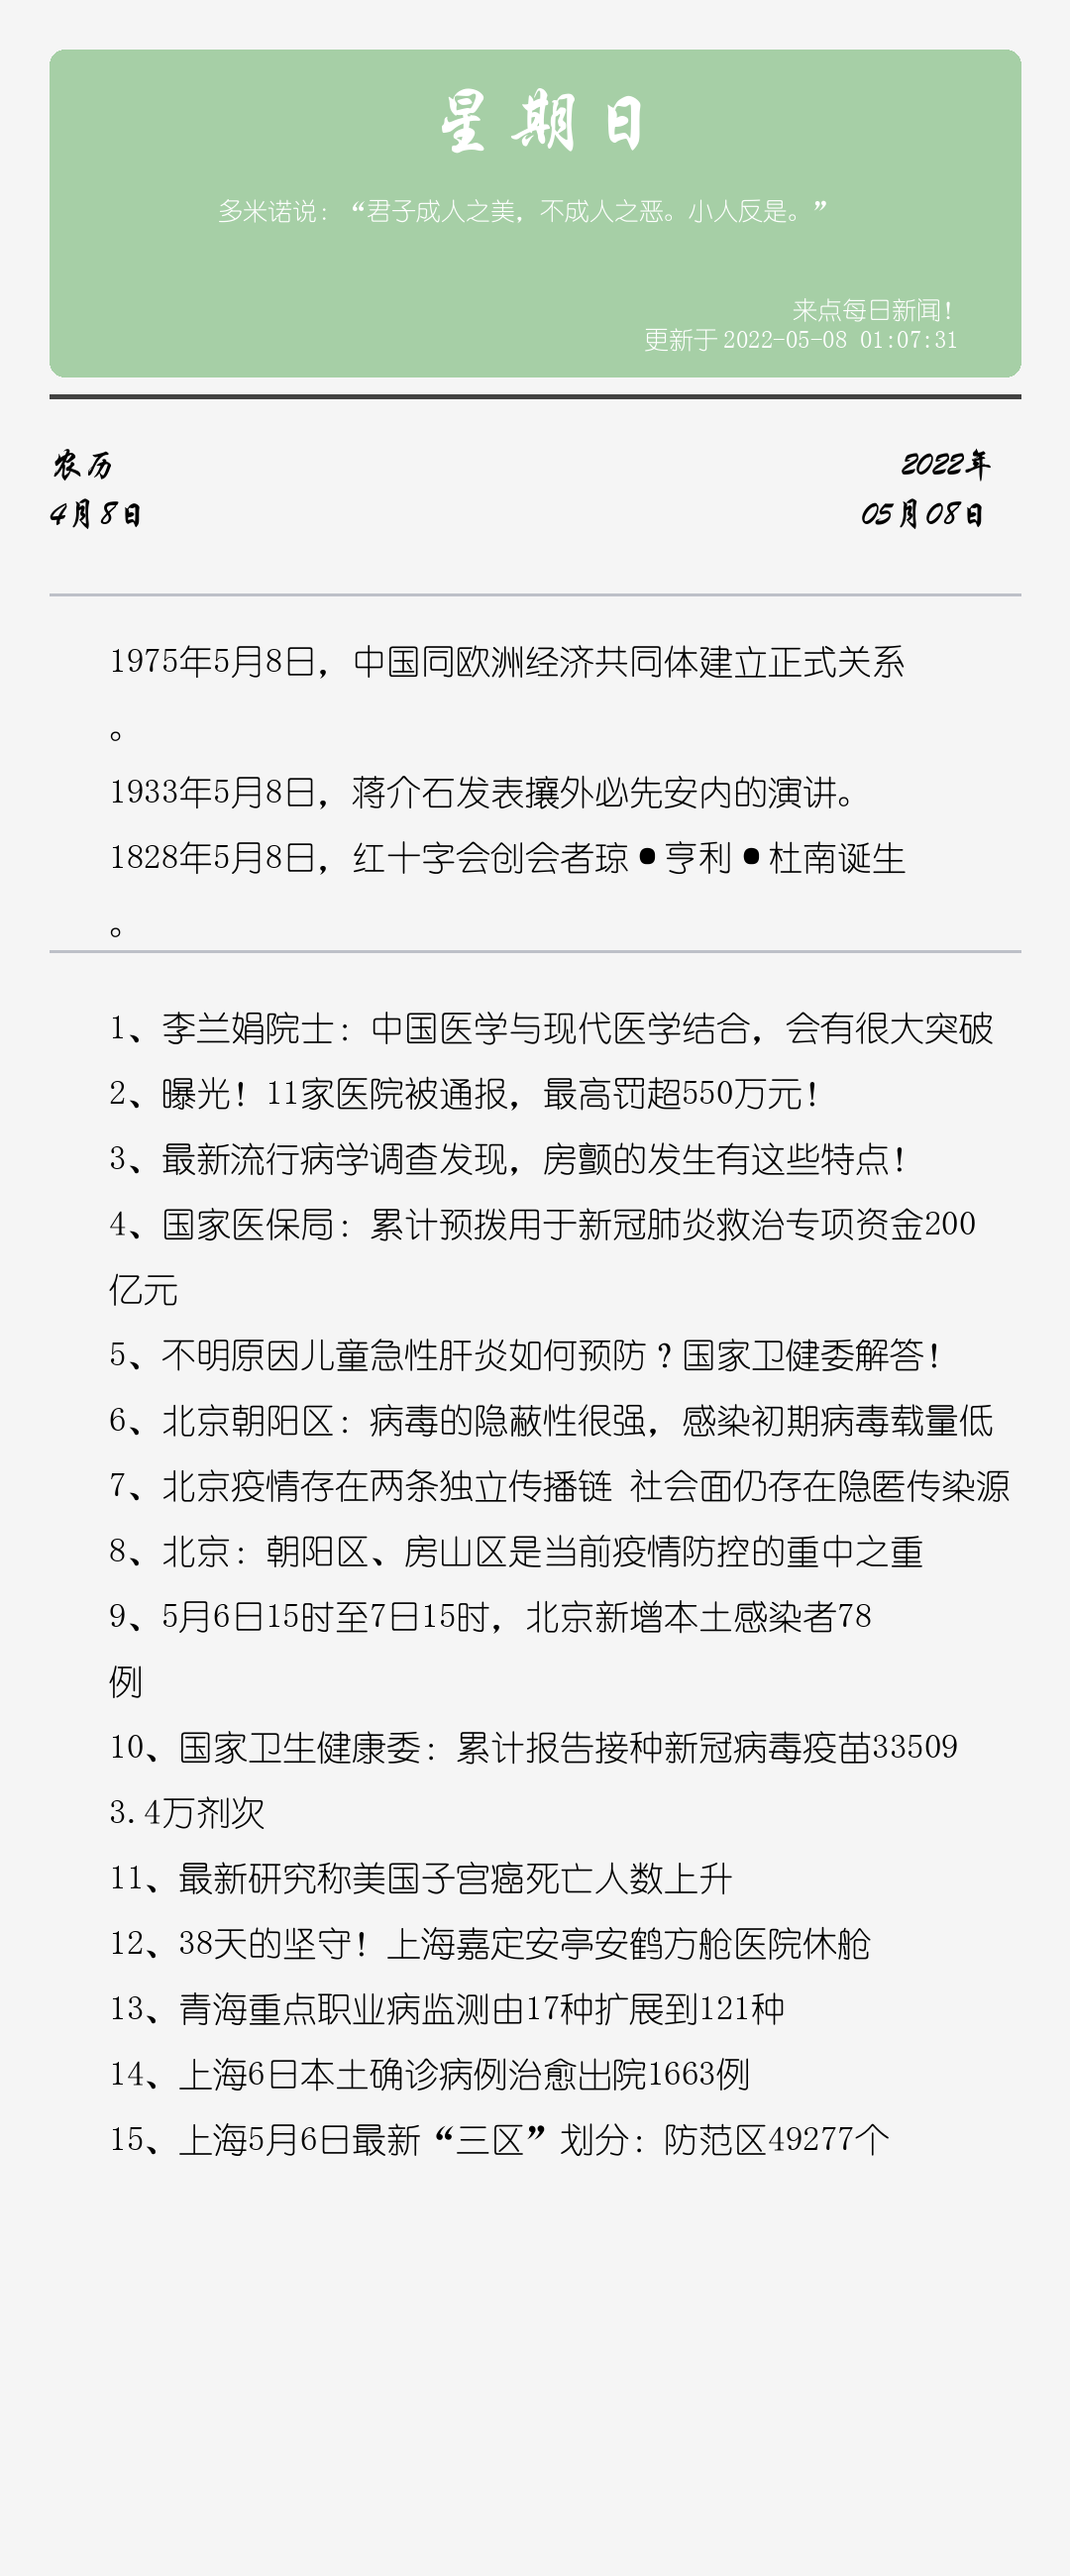 星期日
多米诺说：“君子成人之美，不成人之恶。小人反是。”
来点每日新闻！
更新于 2022-05-08 01:07:31
农历
2022年
4月8日
05月08日
1975年5月8日，中国同欧洲经济共同体建立正式关系
。
1933年5月8日，蒋介石发表攘外必先安内的演讲。
1828年5月8日，红十字会创会者琼●亨利●杜南诞生
。
1、李兰娟院士：中国医学与现代医学结合，会有很大突破
2、曝光！11家医院被通报，最高罚超550万元！
3、最新流行病学调查发现，房颤的发生有这些特点！
4、国家医保局：累计预拨用于新冠肺炎救治专项资金200
亿元
5、不明原因儿童急性肝炎如何预防？国家卫健委解答！
6、北京朝阳区：病毒的隐蔽性很强，感染初期病毒载量低
7、北京疫情存在两条独立传播链 社会面仍存在隐匿传染源
8、北京：朝阳区、房山区是当前疫情防控的重中之重
9、5月6日15时至7日15时，北京新增本土感染者78
例
10、国家卫生健康委：累计报告接种新冠病毒疫苗33509
3.4万剂次
11、最新研究称美国子宫癌死亡人数上升
12、38天的坚守！上海嘉定安亭安鹤方舱医院休舱
13、青海重点职业病监测由17种扩展到121种
14、上海6日本土确诊病例治愈出院1663例
15、上海5月6日最新“三区”划分：防范区49277个